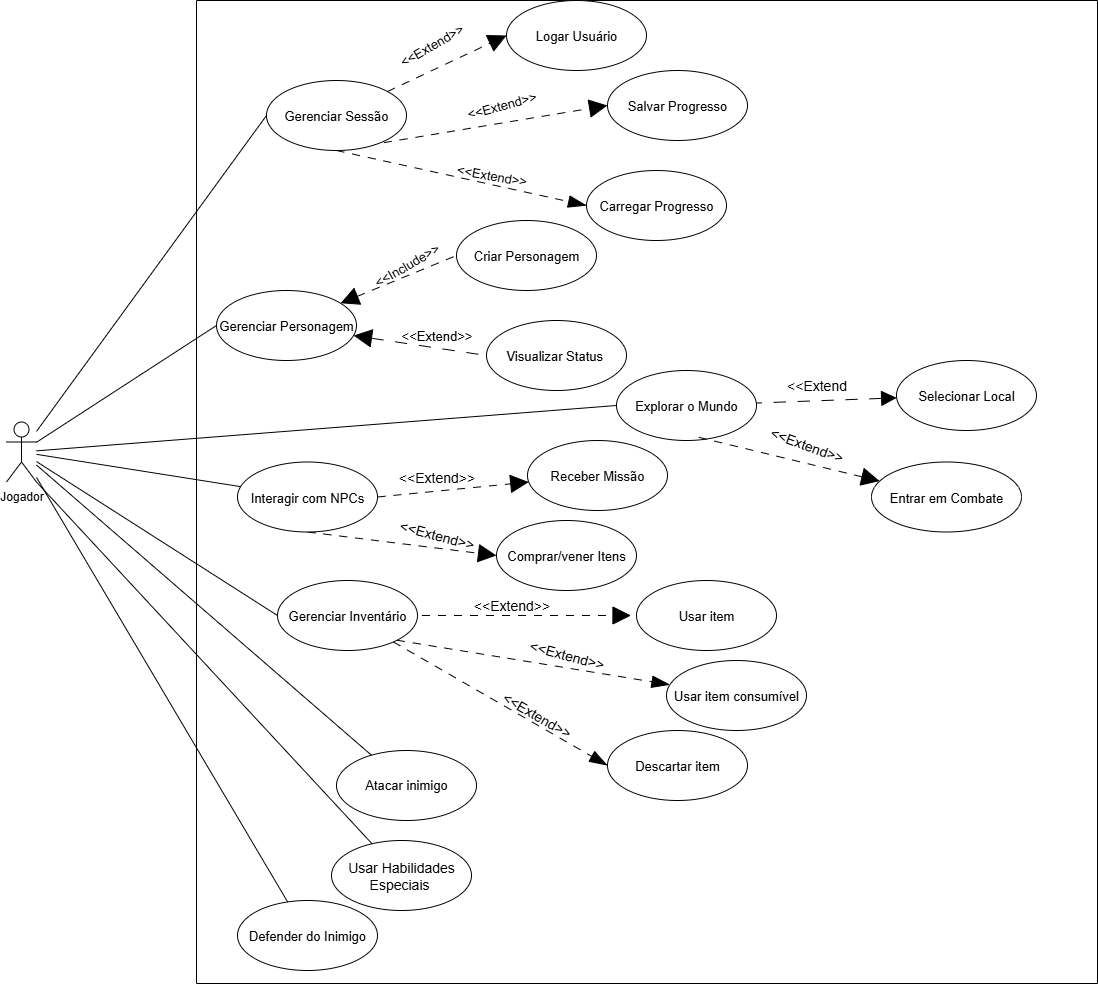 <<Extend>>
Logar Usuário
Gerenciar Sessão
<<Extend>>
Salvar Progresso
<<Extend>>
Carregar Progresso
<<Include>>
Criar Personagem
Gerenciar Personagem
<<Extend>>
Visualizar Status
Explorar o Mundo
<<Extend
Selecionar Local
<<Extend>>
Entrar em Combate
Jogador
Interagir com NPCs
<<Extend>>
Receber Missão
<<Extend>>
Comprar/vener Itens
Gerenciar Inventário
<<Extend>>
Usar item
<<Extend>>
Usar item consumível
<<Extend>>
Descartar item
Atacar inimigo
Usar Habilidades
Especiais
Defender do Inimigo